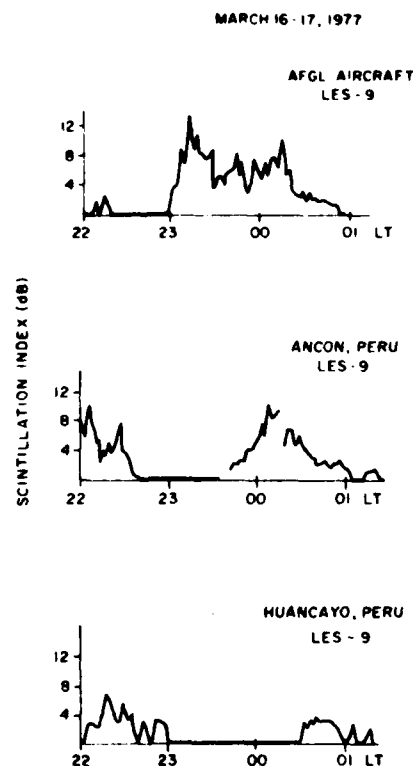 MARCH 16-17, 1977
AFGL AIRCRAFT
LES-9
12
8
4
22 23 00 01 LT
SCINTILLATION INDEX (dB)
ANCON, PERU
LES-9
12
8
4
22 23 00 01 LT
HUANCAYO, PERU
LES-9
12
8
4
22 23 00 01 LT